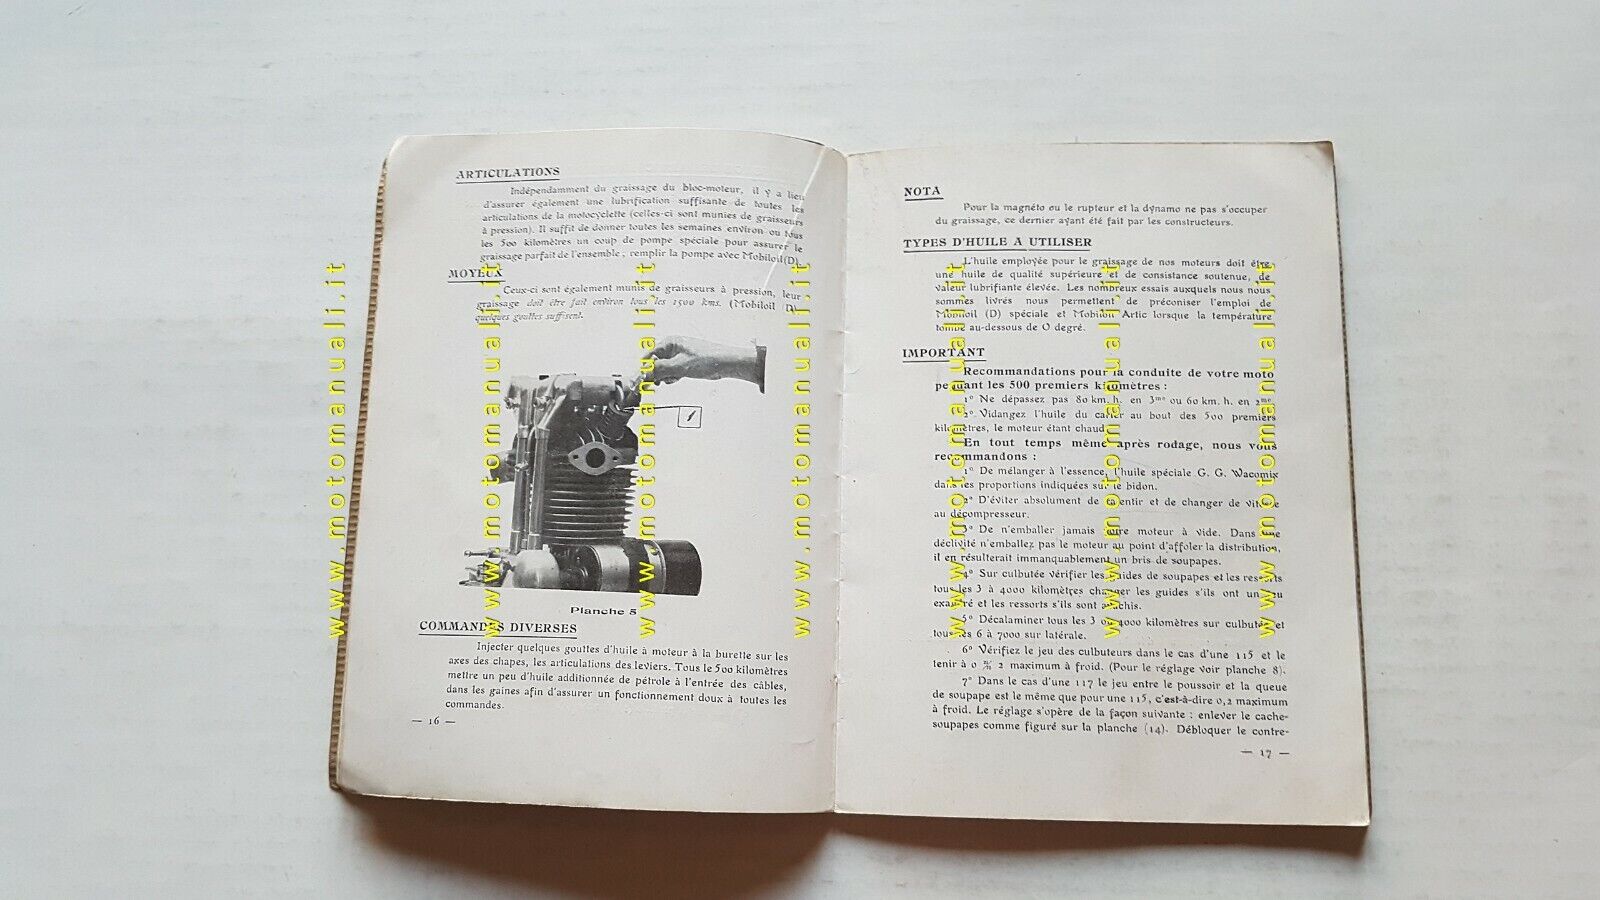 ARTICULATIONS
Indépendamment du graissage du bloc-moteur, il y a lieu
d'assurer également une lubrification suffisante de toutes les
articulations de la motocyclette (celles-ci sont munies de graisseurs
à pression). Il suffit de donner toutes les semaines environ ou tous
les 500 kilomètres un coup de pompe spéciale pour assurer le
graissage parfait de l'ensemble ; remplir la pompe avec Mobiloil (D).
MOYEUX
Ceux-ci sont également munis de graisseurs à pression, leur
graissage doit être fait environ tous les 1500 kms. (Mobiloil (D)
quelques gouttes suffisent.
Planche 5
COMMANDES DIVERSES
Injecter quelques gouttes d'huile à moteur à la burette sur les
axes des chapes, les articulations des leviers. Tous le 500 kilomètres
mettre un peu d'huile additionnée de pétrole à l'entrée des câbles,
dans les gaines afin d'assurer un fonctionnement doux à toutes les
commandes.
— 16 —
NOTA
Pour la magnéto ou le rupteur et la dynamo ne pas s'occuper
du graissage, ce dernier ayant été fait par les constructeurs.
TYPES D'HUILE A UTILISER
L'huile employée pour le graissage de nos moteurs doit être
une huile de qualité supérieure et de consistance soutenue, de
valeur lubrifiante élevée. Les nombreux essais auxquels nous nous
sommes livrés nous permettent de préconiser l'emploi de
Mobiloil (D) spéciale et Mobiloil Artic lorsque la température
tombe au-dessous de O degré.
IMPORTANT
Recommandations pour la conduite de votre moto
pendant les 500 premiers kilomètres :
1° Ne dépassez pas 80 km. h. en 3me ou 60 km. h. en 2me.
2° Vidangez l'huile du carter au bout des 500 premiers
kilomètres, le moteur étant chaud.
En tout temps même après rodage, nous vous
recommandons :
1° De mélanger à l'essence, l'huile spéciale G. G. Wacomix
dans les proportions indiquées sur le bidon.
2° D'éviter absolument de ralentir et de changer de vitesse
au décompresseur.
3° De n'emballer jamais votre moteur à vide. Dans une
déclivité n'emballez pas le moteur au point d'affoler la distribution,
il en résulterait immanquablement un bris de soupapes.
4° Sur culbutée vérifier les guides de soupapes et les ressorts
tous les 3 à 4000 kilomètres changer les guides s'ils ont un jeu
exagéré et les ressorts s'ils sont avachis.
5° Décalaminer tous les 3 ou 4000 kilomètres sur culbutée et
tous les 6 à 7000 sur latérale.
6° Vérifiez le jeu des culbuteurs dans le cas d'une 115 et le
tenir à 0 m/m 2 maximum à froid. (Pour le réglage voir planche 8).
7° Dans le cas d'une 117 le jeu entre le poussoir et la queue
de soupape est le même que pour une 115, c'est-à-dire 0,2 maximum
à froid. Le réglage s'opère de la façon suivante : enlever le cache-
soupapes comme figuré sur la planche (14). Débloquer le contre-
— 17 —
www.motomanuali.it
www.motomanuali.it
www.motomanuali.it
www.motomanuali.it
www.motomanuali.it
www.motomanuali.it
www.motomanuali.it